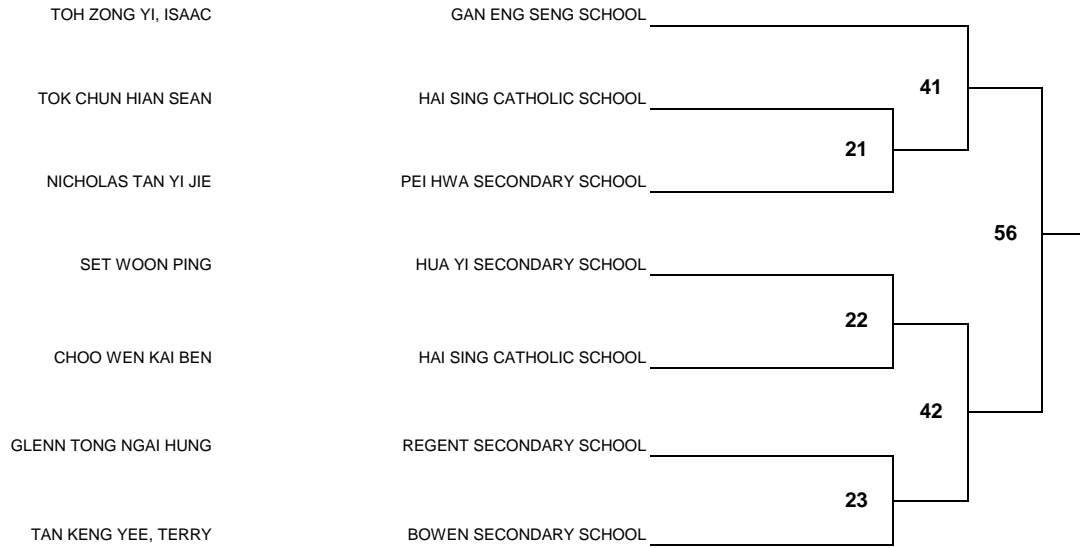 TOH ZONG YI, ISAAC GAN ENG SENG SCHOOL
41
TOK CHUN HIAN SEAN HAI SING CATHOLIC SCHOOL
21
NICHOLAS TAN YI JIE PEI HWA SECONDARY SCHOOL
56
SET WOON PING HUA YI SECONDARY SCHOOL
22
CHOO WEN KAI BEN HAI SING CATHOLIC SCHOOL
42
GLENN TONG NGAI HUNG REGENT SECONDARY SCHOOL
23
TAN KENG YEE, TERRY BOWEN SECONDARY SCHOOL